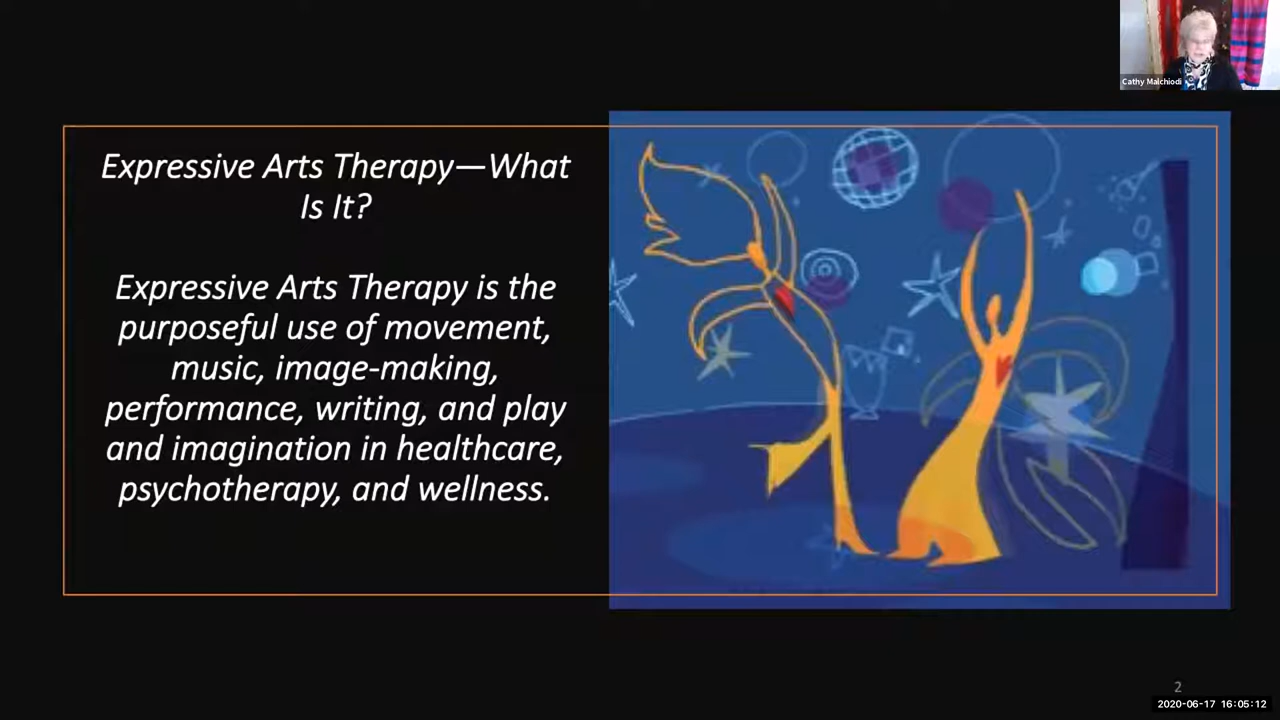 Cathy Malchiodi
Expressive Arts Therapy—What
Is It?
Expressive Arts Therapy is the
purposeful use of movement,
music, image-making,
performance, writing, and play
and imagination in healthcare,
psychotherapy, and wellness.
2
2020-06-17 16:05:12